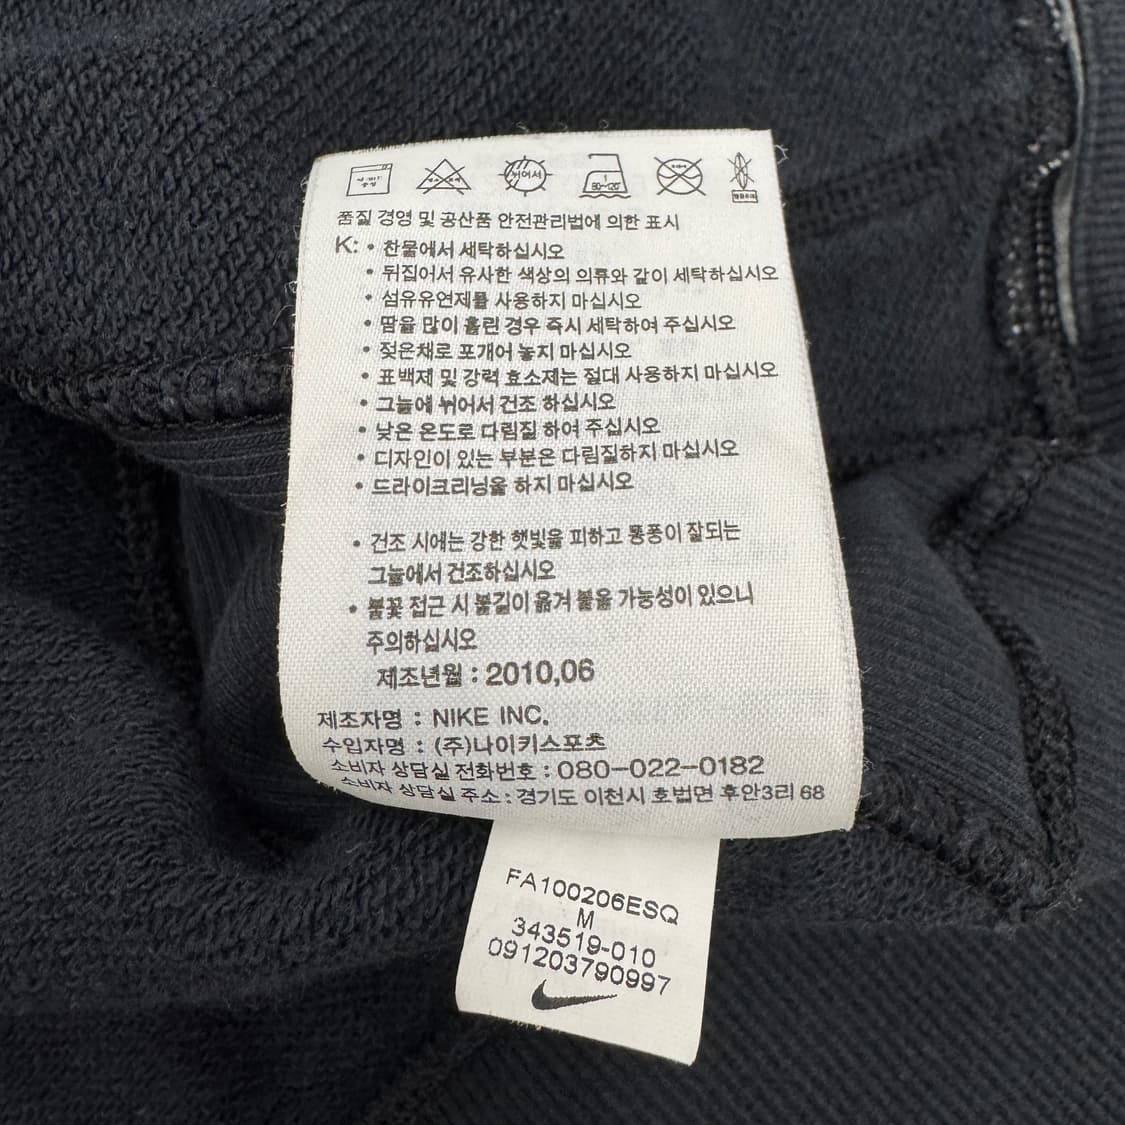 뉘어서
1
80~120˚
품질 경영 및 공산품 안전관리법에 의한 표시
K: • 찬물에서 세탁하십시오
• 뒤집어서 유사한 색상의 의류와 같이 세탁하십시오
• 섬유유연제를 사용하지 마십시오
• 땀을 많이 흘린 경우 즉시 세탁하여 주십시오
• 젖은채로 포개어 놓지 마십시오
• 표백제 및 강력 효소제는 절대 사용하지 마십시오
• 그늘에 뉘어서 건조 하십시오
• 낮은 온도로 다림질 하여 주십시오
• 디자인이 있는 부분은 다림질하지 마십시오
• 드라이크리닝을 하지 마십시오
• 건조 시에는 강한 햇빛을 피하고 통풍이 잘되는
그늘에서 건조하십시오
• 불꽃 접근 시 불길이 옮겨 붙을 가능성이 있으니
주의하십시오
제조년월 : 2010,06
제조자명 : NIKE INC.
수입자명 : (주)나이키스포츠
소비자 상담실 전화번호 : 080-022-0182
소비자 상담실 주소 : 경기도 이천시 호법면 후안3리 68
FA100206ESQ
M
343519-010
091203790997